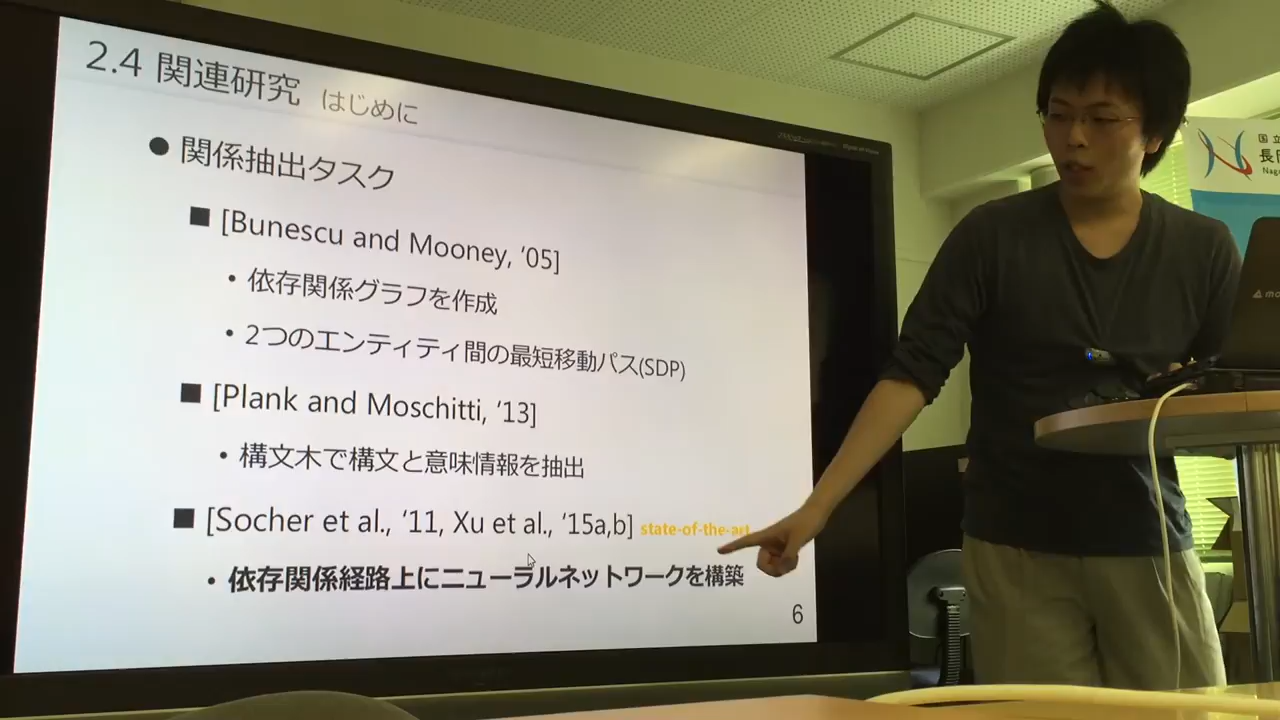 2.4 関連研究 はじめに
● 関係抽出タスク
■ [Bunescu and Mooney, ‘05]
・ 依存関係グラフを作成
・ 2つのエンティティ間の最短移動パス(SDP)
■ [Plank and Moschitti, ‘13]
・ 構文木で構文と意味情報を抽出
■ [Socher et al., ‘11, Xu et al., ‘15a,b] state-of-the-art
・ 依存関係経路上にニューラルネットワークを構築
6
国立
長
Naga